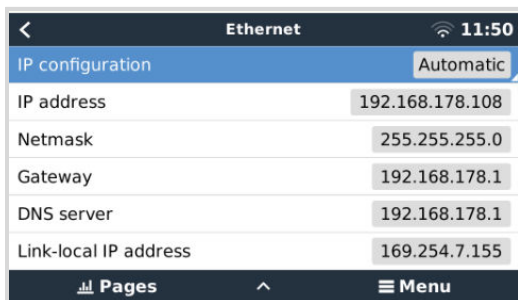 Ethernet 11:50
IP configuration Automatic
IP address 192.168.178.108
Netmask 255.255.255.0
Gateway 192.168.178.1
DNS server 192.168.178.1
Link-local IP address 169.254.7.155
Pages Menu